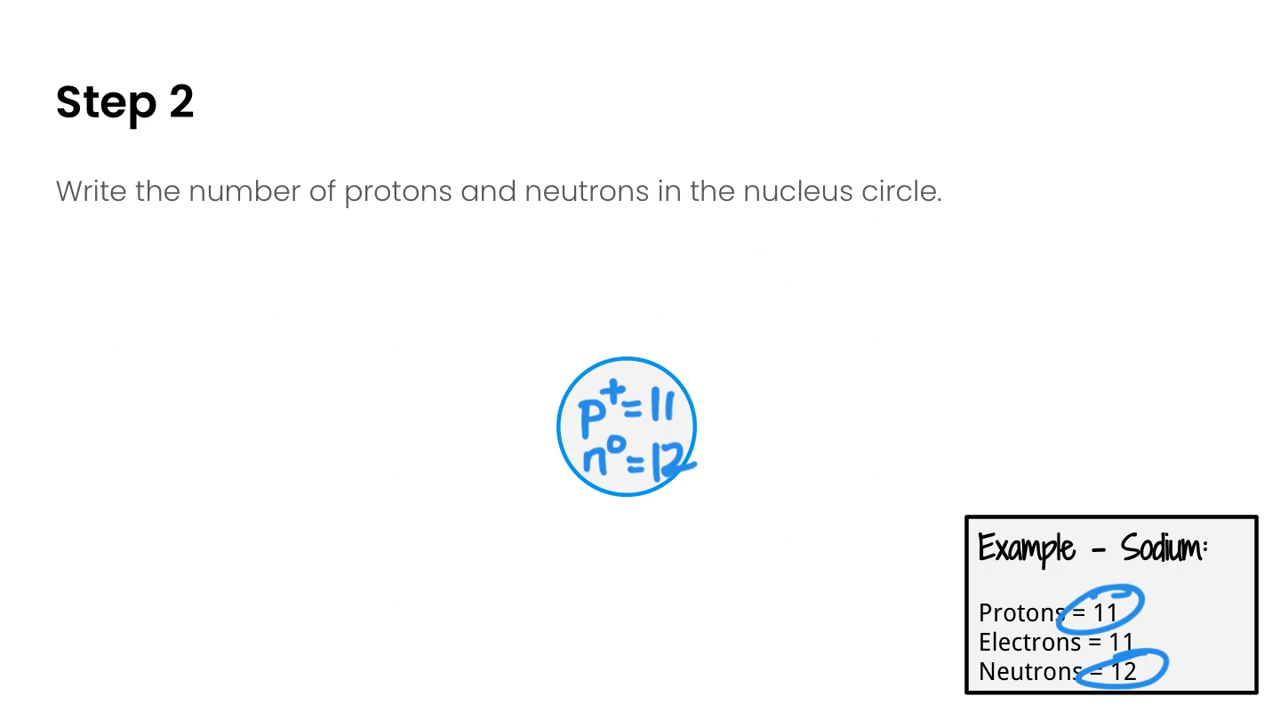 Step 2
Write the number of protons and neutrons in the nucleus circle.
p⁺=11
n⁰=12
Example - Sodium:
Protons = 11
Electrons = 11
Neutrons = 12